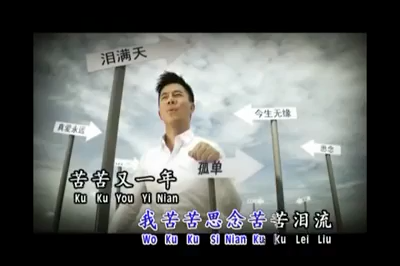 泪满天
真爱永远
今生无缘
思念
孤单
苦苦又一年
Ku Ku You Yi Nian
我苦苦思念苦苦泪流
Wo Ku Ku Si Nian Ku Ku Lei Liu